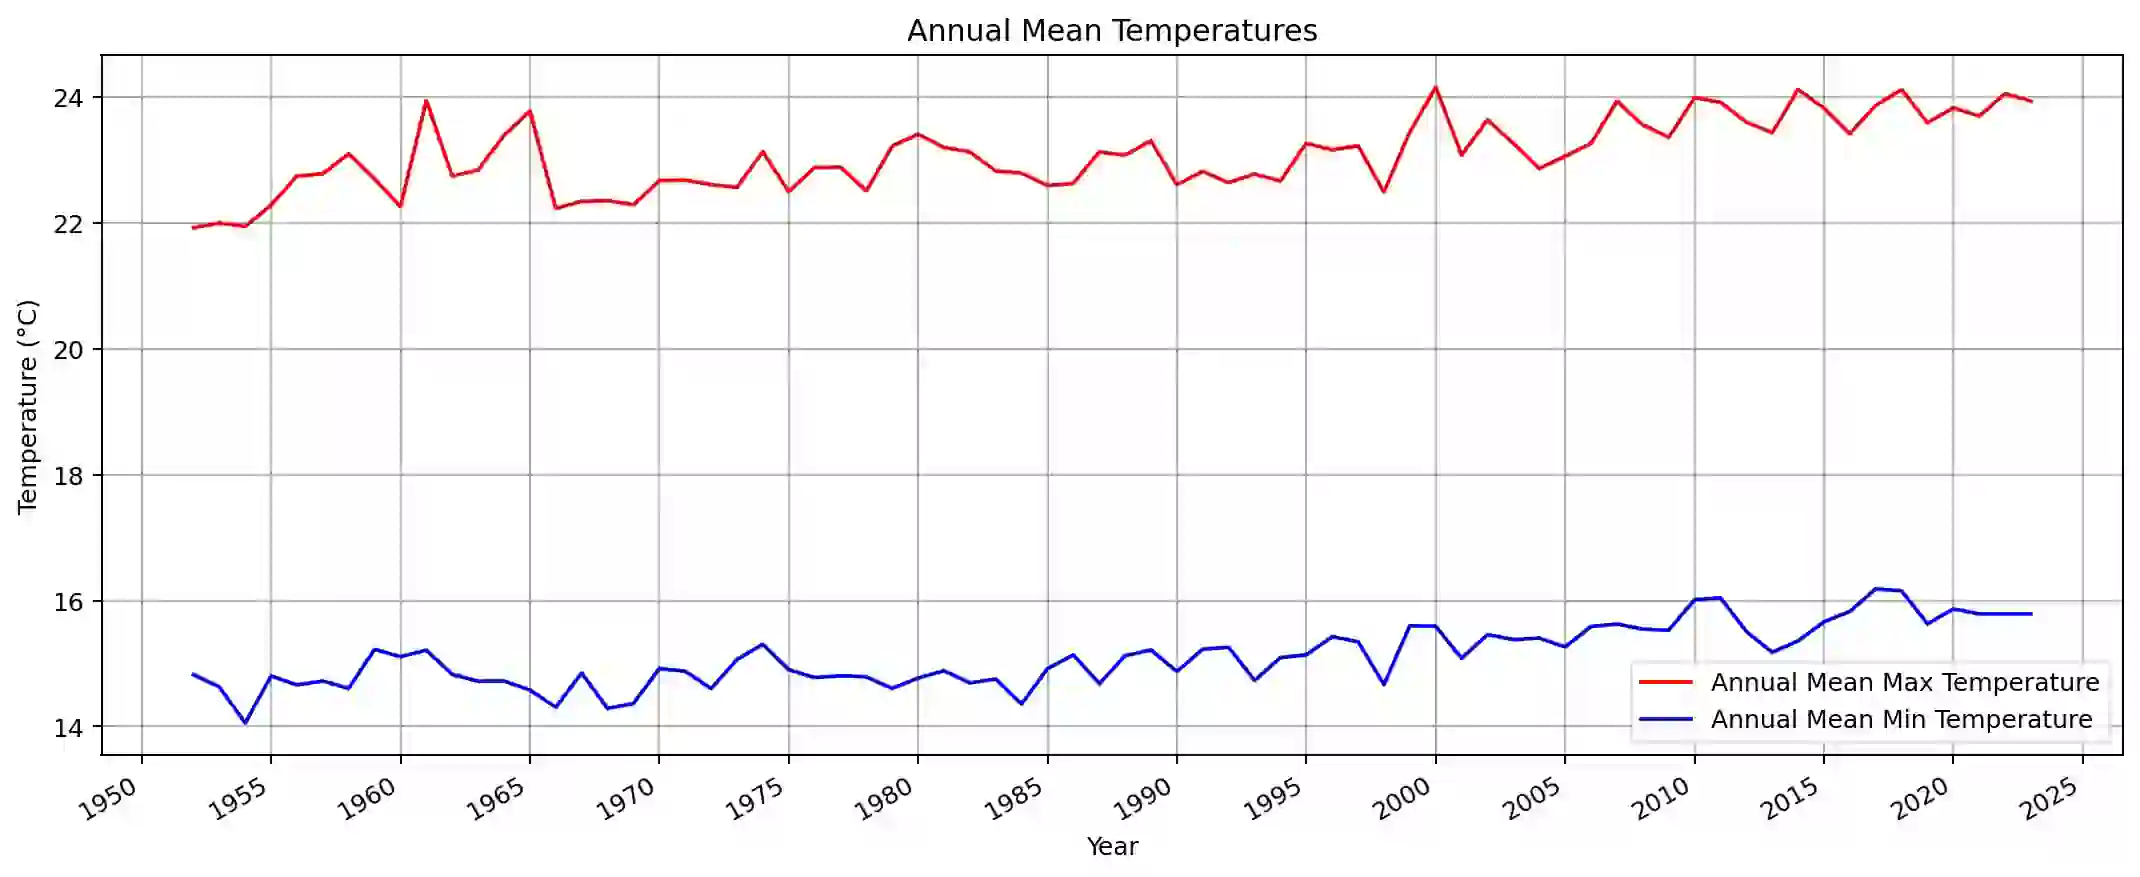 Annual Mean Temperatures
Temperature (°C)
24
22
20
18
16
14
Annual Mean Max Temperature
Annual Mean Min Temperature
1950 1955 1960 1965 1970 1975 1980 1985 1990 1995 2000 2005 2010 2015 2020 2025
Year